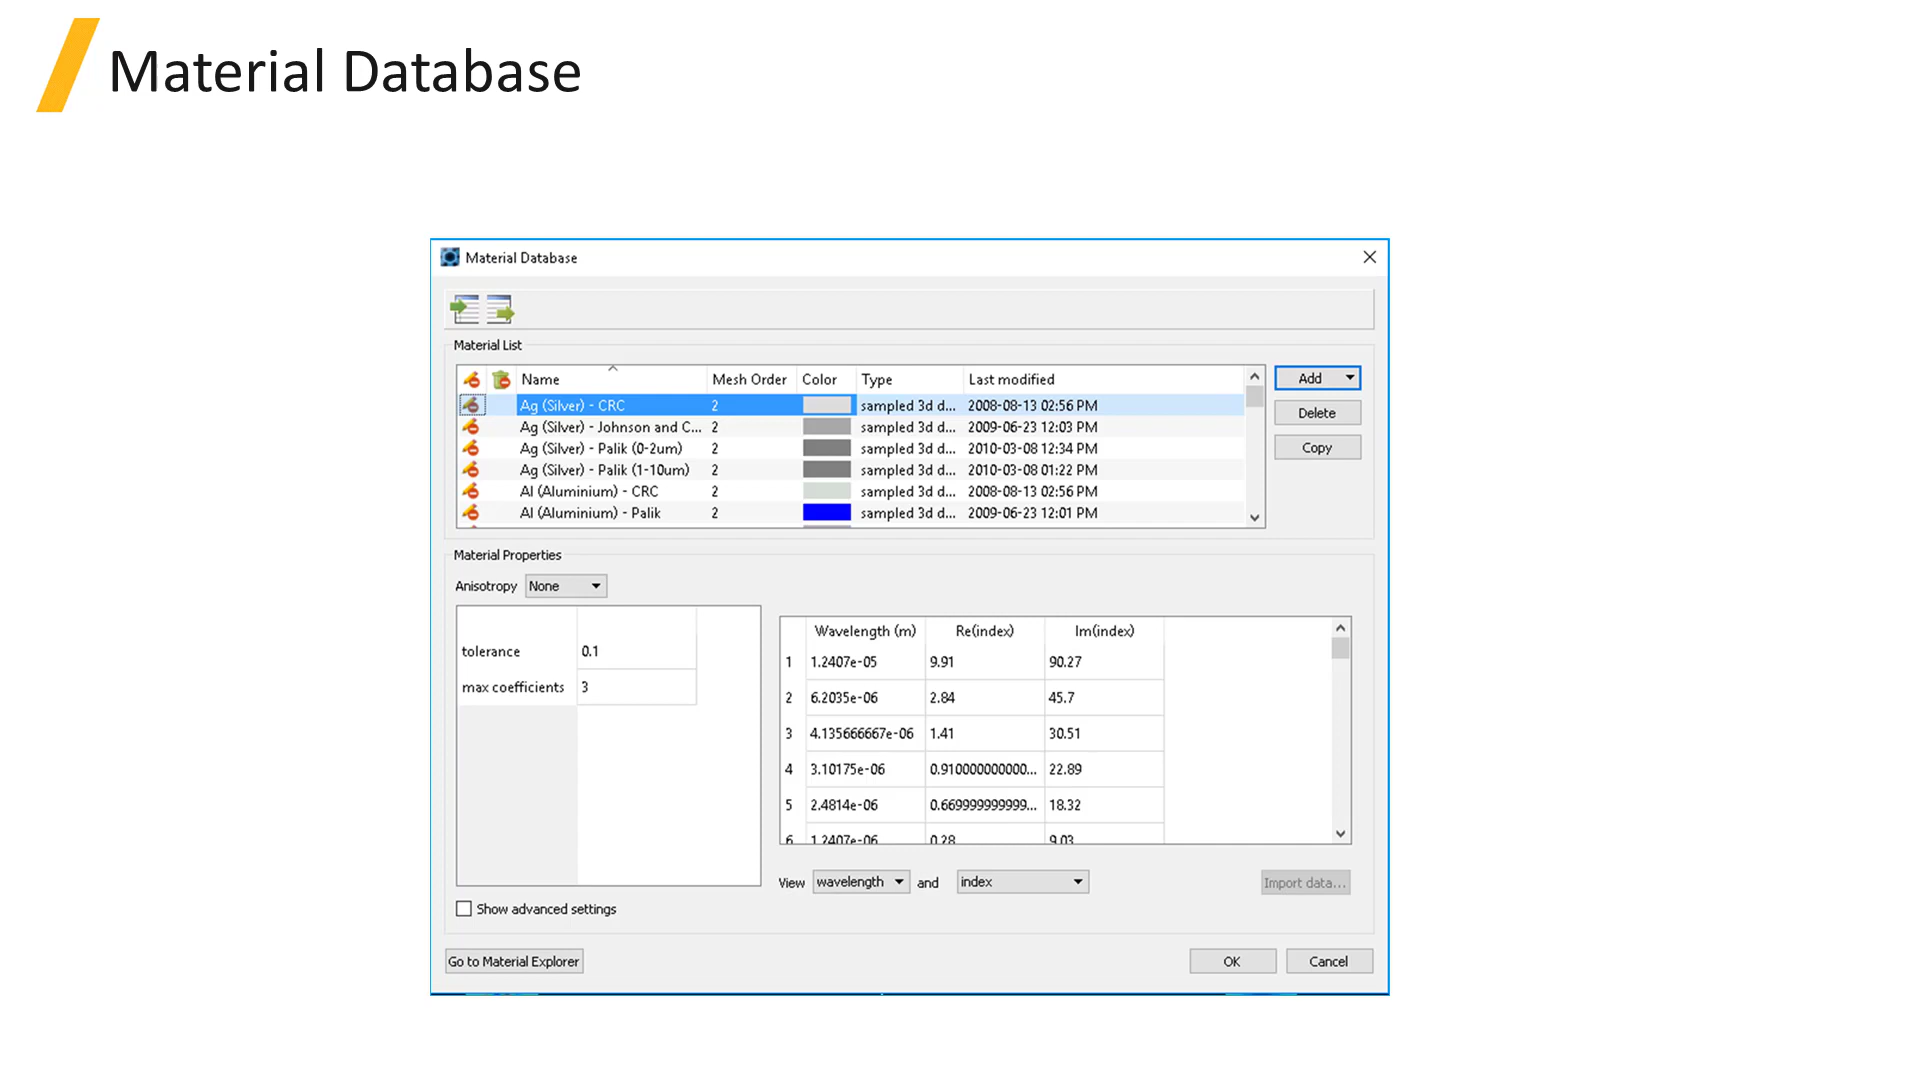 Material Database
Material Database
Material List
Name Mesh Order Color Type Last modified
Ag (Silver) - CRC 2 sampled 3d d... 2008-08-13 02:56 PM
Ag (Silver) - Johnson and C... 2 sampled 3d d... 2009-06-23 12:03 PM
Ag (Silver) - Palik (0-2um) 2 sampled 3d d... 2010-03-08 12:34 PM
Ag (Silver) - Palik (1-10um) 2 sampled 3d d... 2010-03-08 01:22 PM
Al (Aluminium) - CRC 2 sampled 3d d... 2008-08-13 02:56 PM
Al (Aluminium) - Palik 2 sampled 3d d... 2009-06-23 12:01 PM
Add
Delete
Copy
Material Properties
Anisotropy None
tolerance 0.1
max coefficients 3
Wavelength (m) Re(index) Im(index)
1 1.2407e-05 9.91 90.27
2 6.2035e-06 2.84 45.7
3 4.135666667e-06 1.41 30.51
4 3.10175e-06 0.910000000000... 22.89
5 2.4814e-06 0.669999999999... 18.32
6 1.2407e-06 0.28 9.03
View wavelength and index
Import data...
Show advanced settings
Go to Material Explorer
OK
Cancel